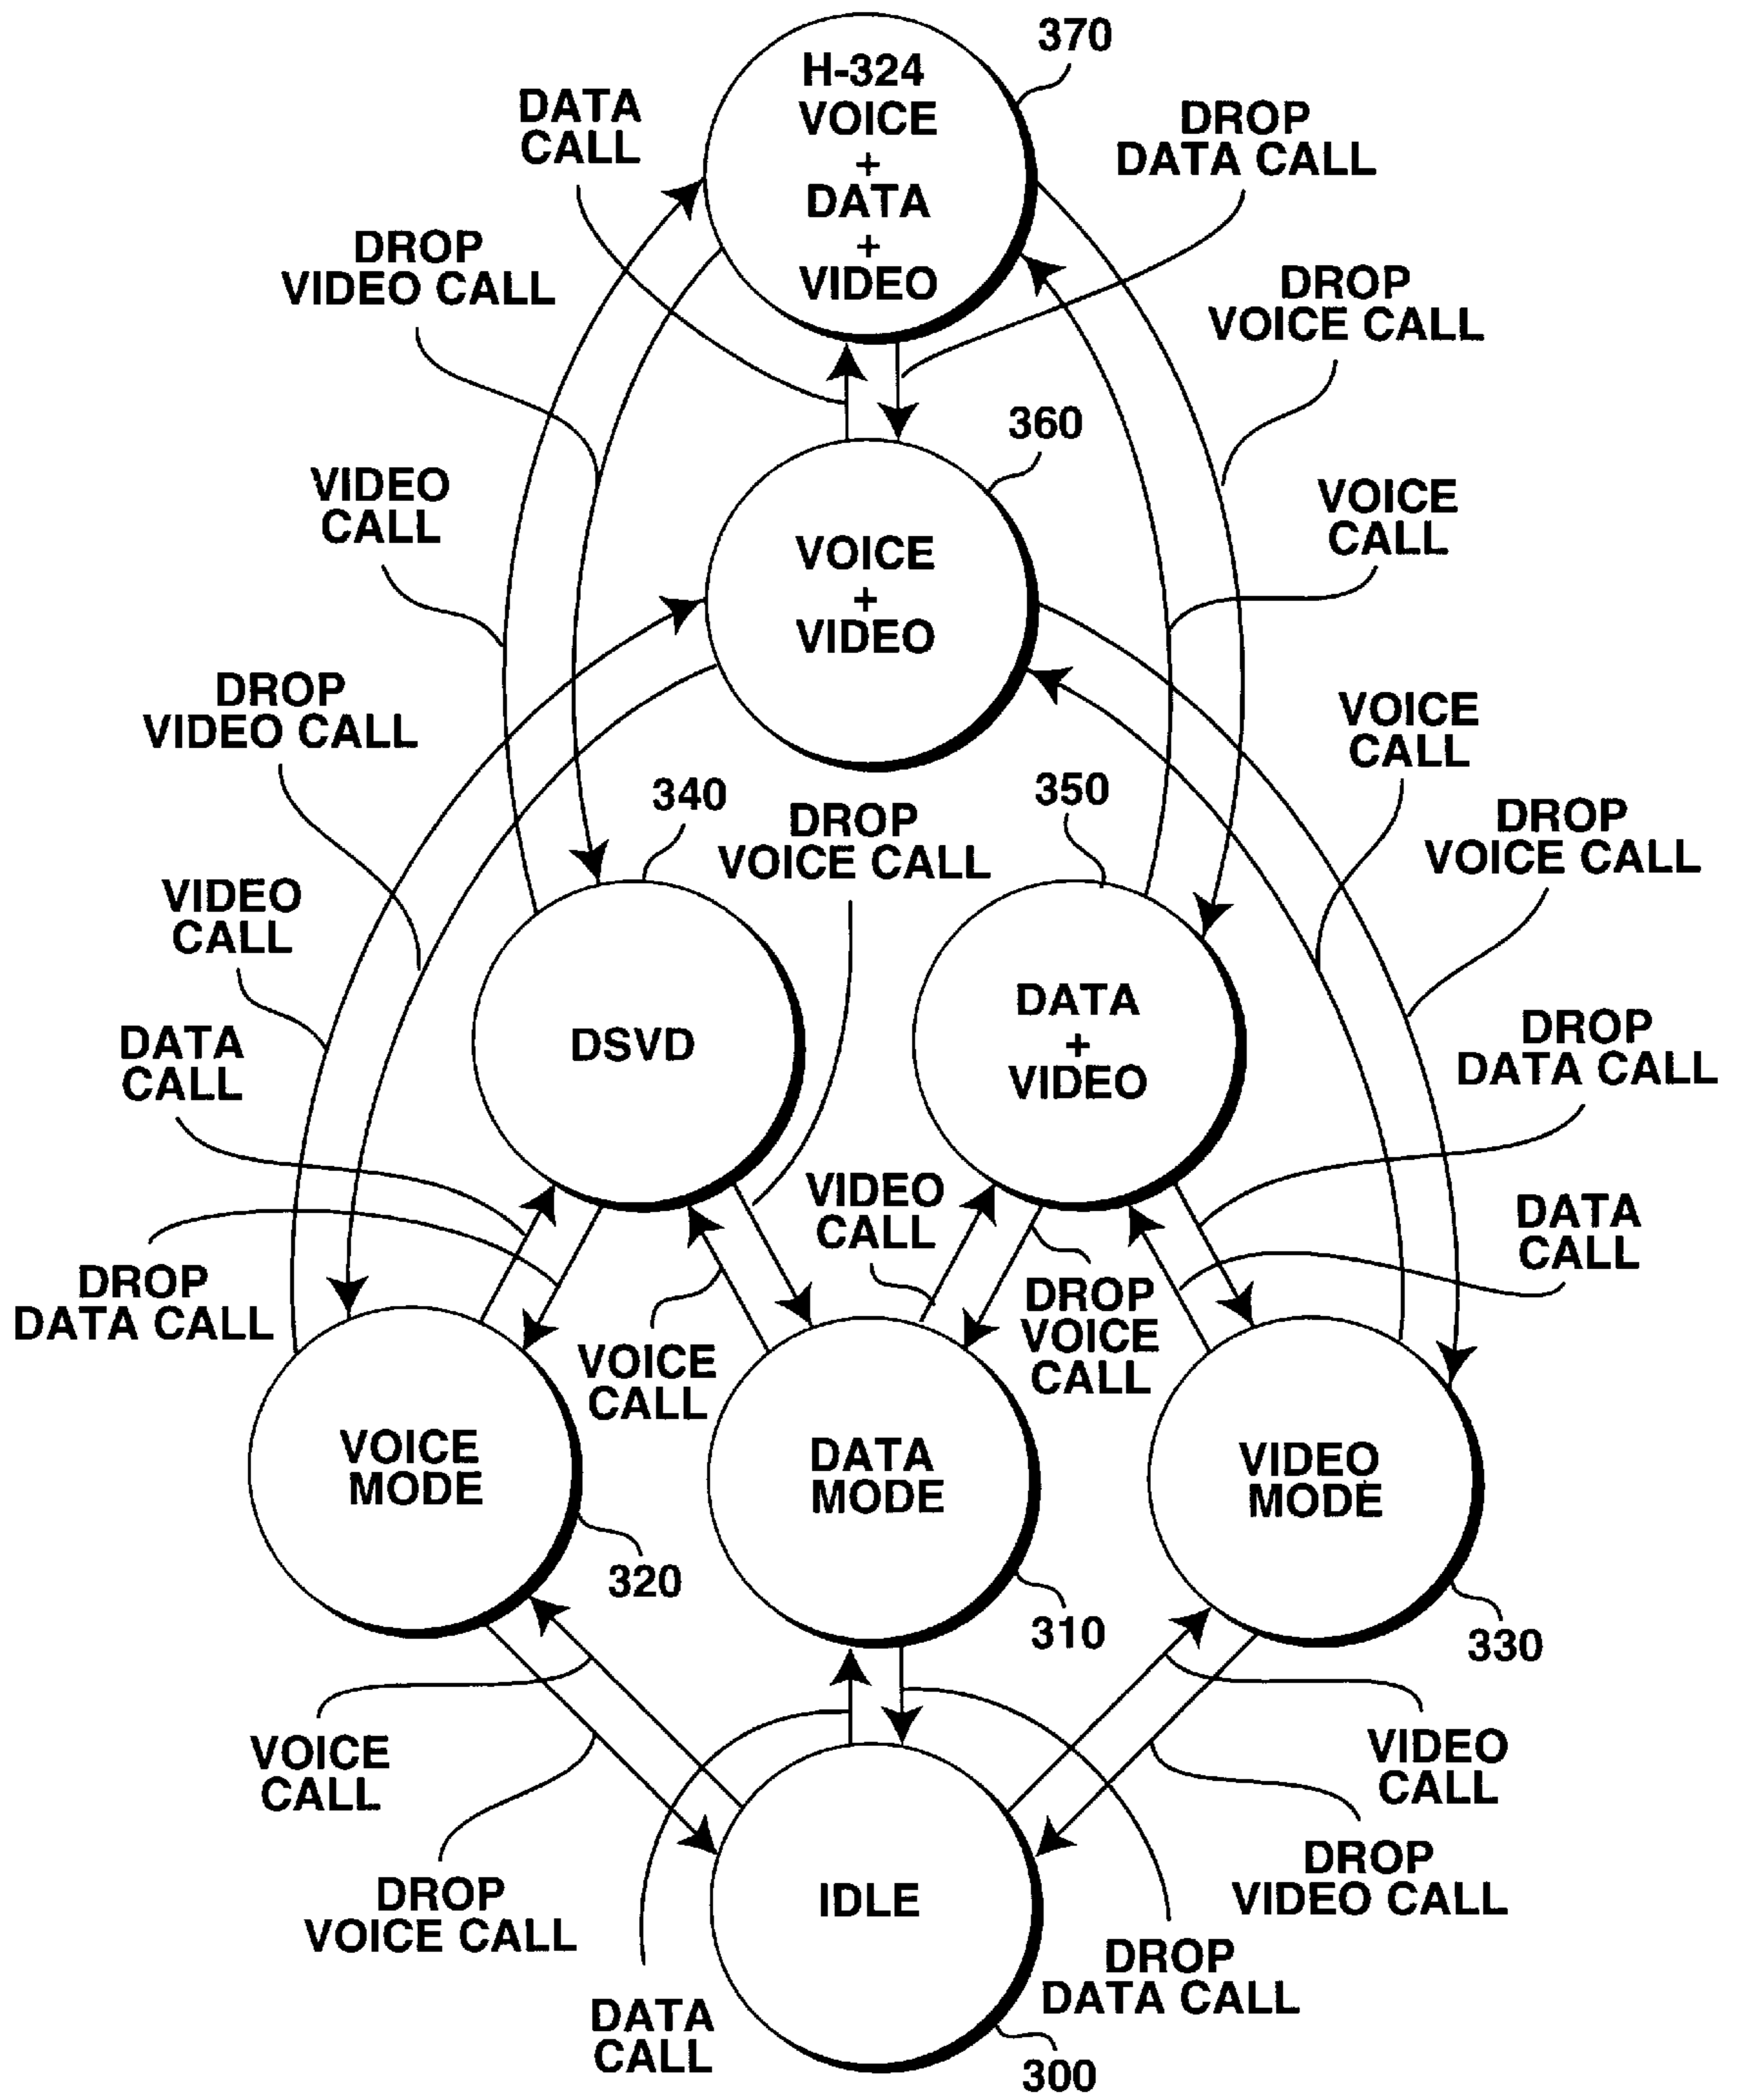 370
H-324
VOICE
+
DATA
+
VIDEO
DATA
CALL
DROP
DATA CALL
DROP
VIDEO CALL
DROP
VOICE CALL
360
VIDEO
CALL
VOICE
CALL
VOICE
+
VIDEO
DROP
VIDEO CALL
VOICE
CALL
340
350
DROP
VOICE CALL
DROP
VOICE CALL
VIDEO
CALL
DSVD
DATA
+
VIDEO
DATA
CALL
DROP
DATA CALL
VIDEO
CALL
DATA
CALL
DROP
DATA CALL
DROP
VOICE
CALL
VOICE
CALL
VOICE
MODE
DATA
MODE
VIDEO
MODE
320
310
330
VOICE
CALL
VIDEO
CALL
DROP
VOICE CALL
IDLE
DROP
VIDEO CALL
DROP
DATA CALL
DATA
CALL
300